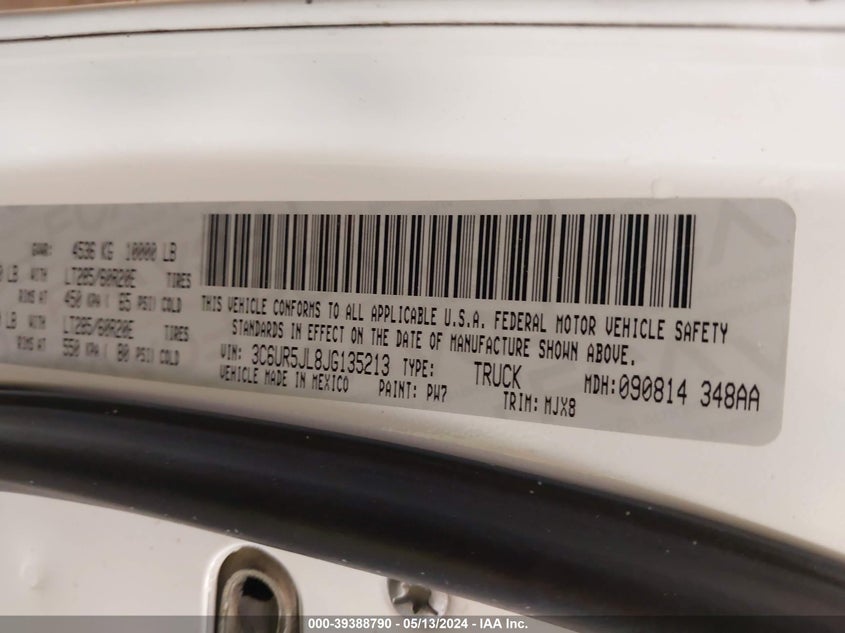 GVWR: 4536 KG 10000 LB
LB WITH LT285/60R20E TIRES
RIMS AT 450 KPA ( 65 PSI) COLD
LB WITH LT285/60R20E TIRES
RIMS AT 550 KPA ( 80 PSI) COLD
THIS VEHICLE CONFORMS TO ALL APPLICABLE U.S.A. FEDERAL MOTOR VEHICLE SAFETY
STANDARDS IN EFFECT ON THE DATE OF MANUFACTURE SHOWN ABOVE.
VIN: 3C6UR5JL8JG135213 TYPE: TRUCK MDH:090814 348AA
VEHICLE MADE IN MEXICO PAINT: PW7 TRIM: MJX8
000-39388790 - 05/13/2024 - IAA Inc.